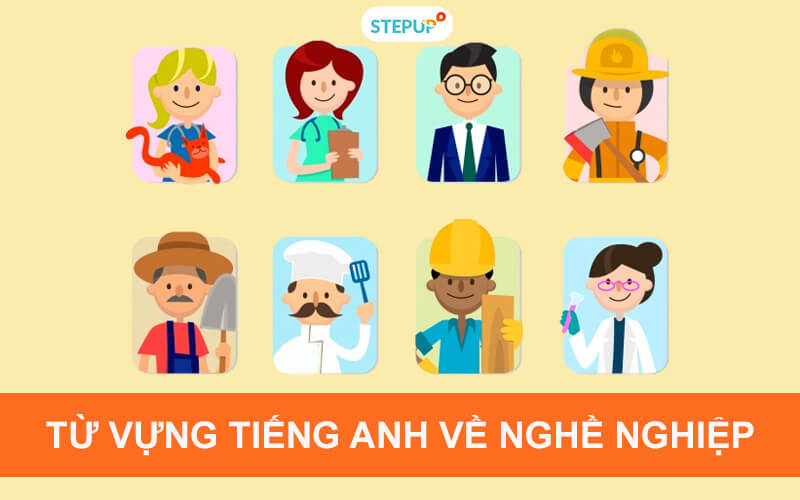 STEPUP
TỪ VỰNG TIẾNG ANH VỀ NGHỀ NGHIỆP